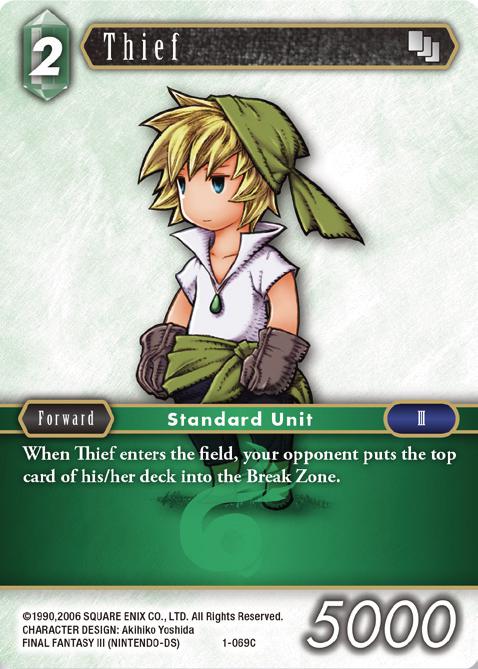 2
Thief
Forward
Standard Unit
III
When Thief enters the field, your opponent puts the top
card of his/her deck into the Break Zone.
©1990,2006 SQUARE ENIX CO., LTD. All Rights Reserved.
CHARACTER DESIGN: Akihiko Yoshida
FINAL FANTASY III (NINTENDO-DS)
1-069C
5000